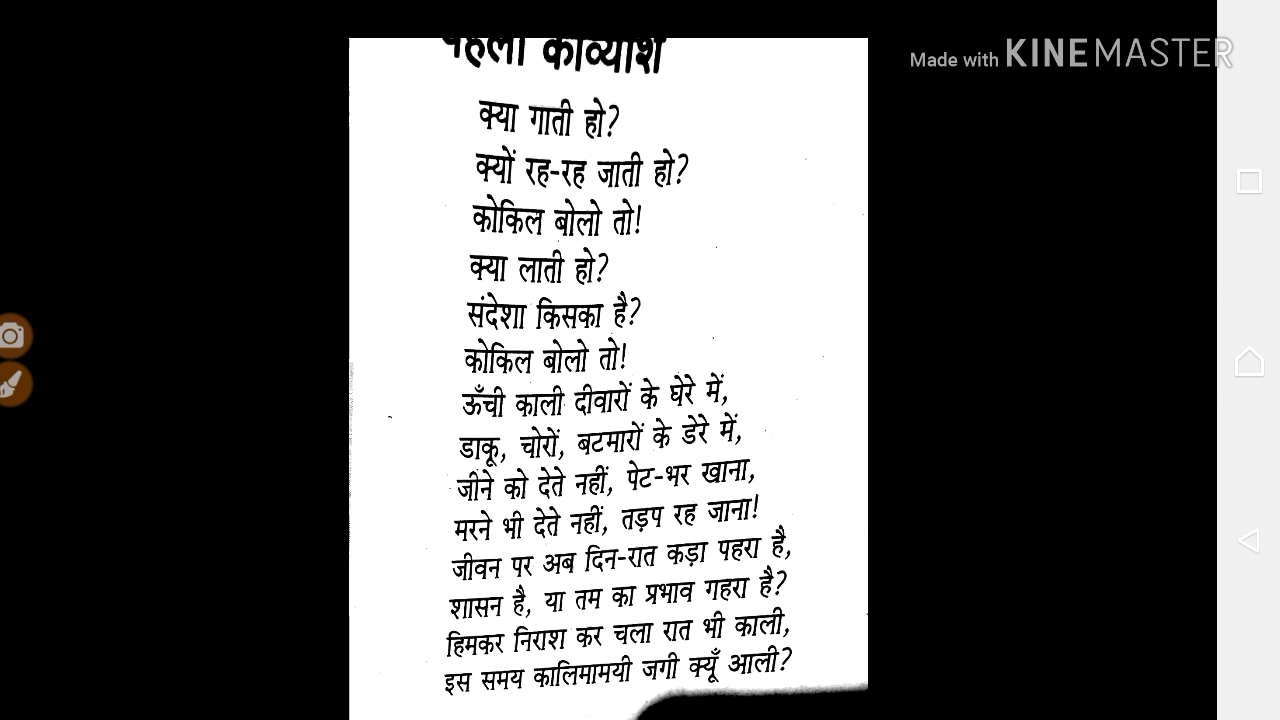 Made with KINEMASTER
पहला काव्यांश
क्या गाती हो?
क्यों रह-रह जाती हो?
कोकिल बोलो तो!
क्या लाती हो?
संदेशा किसका है?
कोकिल बोलो तो!
ऊँची काली दीवारों के घेरे में,
डाकू, चोरों, बटमारों के डेरे में,
जीने को देते नहीं, पेट-भर खाना,
मरने भी देते नहीं, तड़प रह जाना!
जीवन पर अब दिन-रात कड़ा पहरा है,
शासन है, या तम का प्रभाव गहरा है?
हिमकर निराश कर चला रात भी काली,
इस समय कालिमामयी जगी क्यूँ आली?